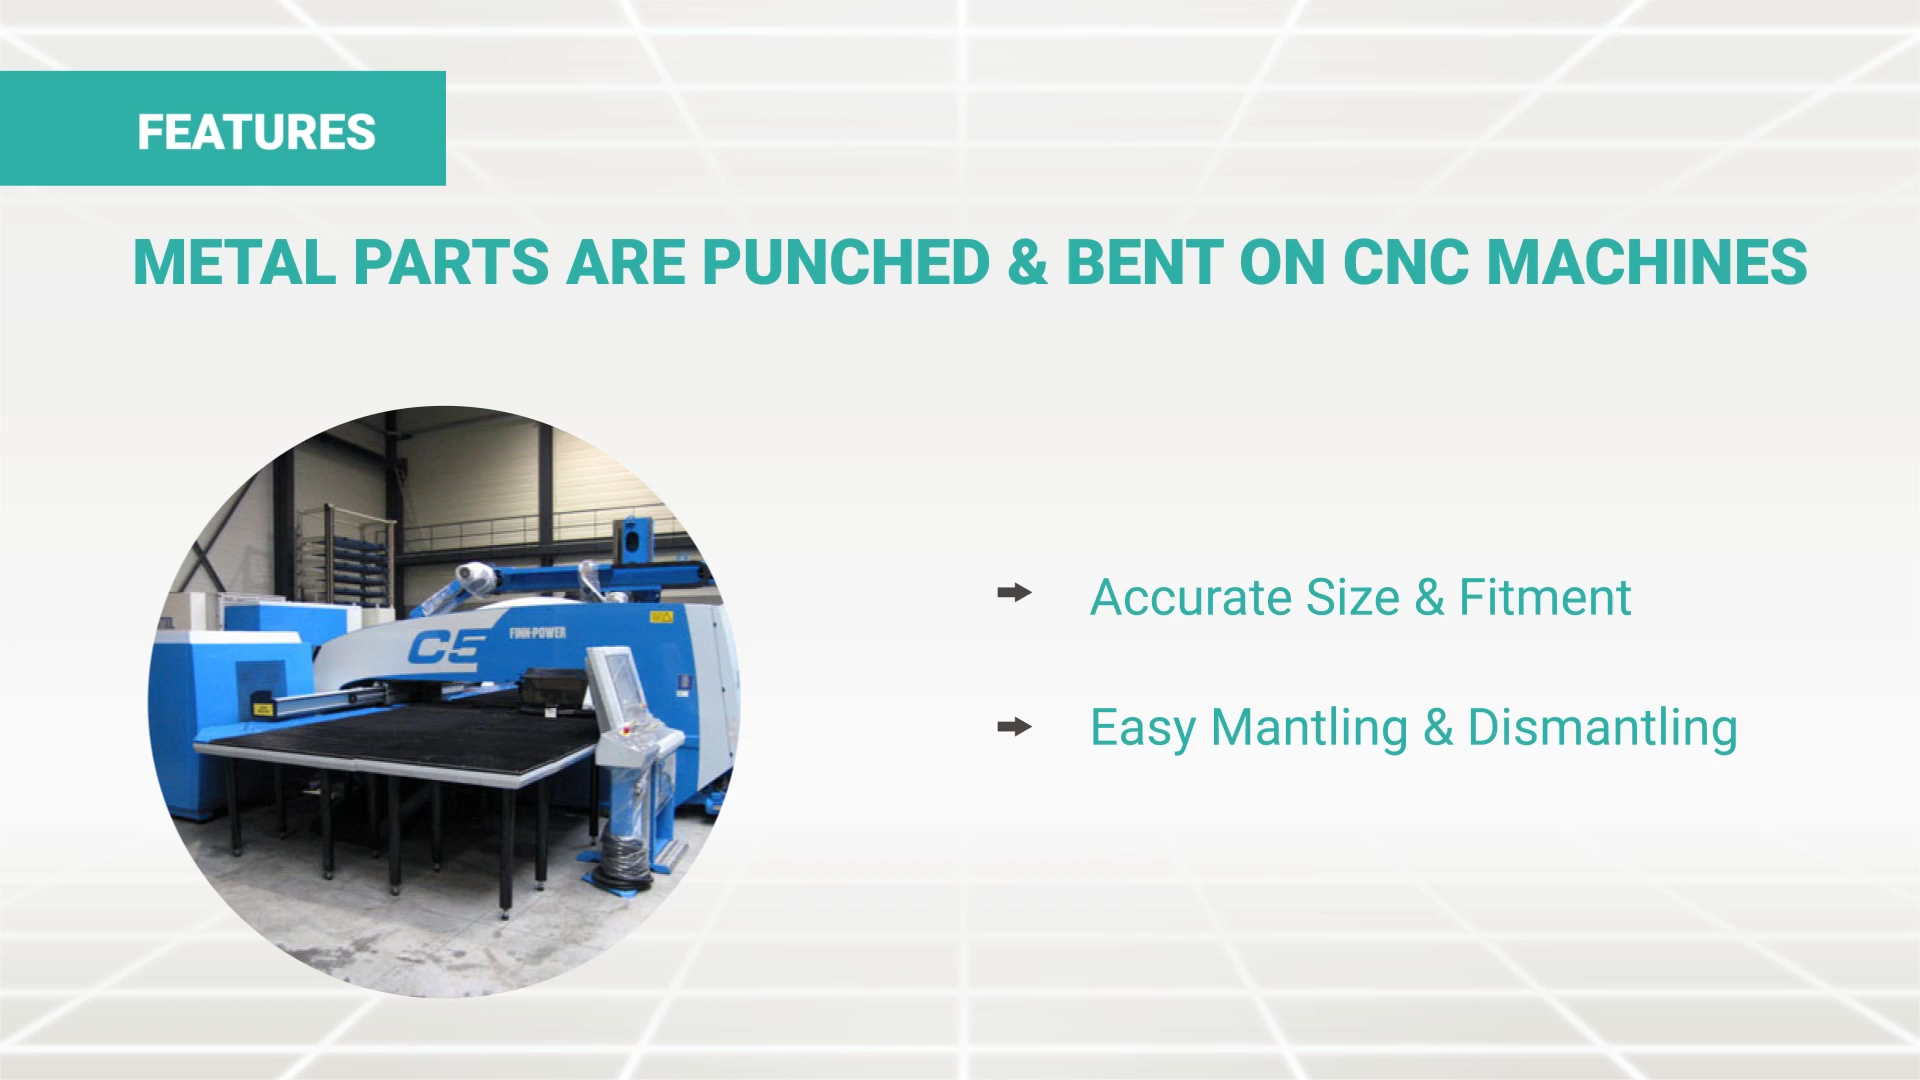 FEATURES
METAL PARTS ARE PUNCHED & BENT ON CNC MACHINES
C5 FINN-POWER
Accurate Size & Fitment
Easy Mantling & Dismantling